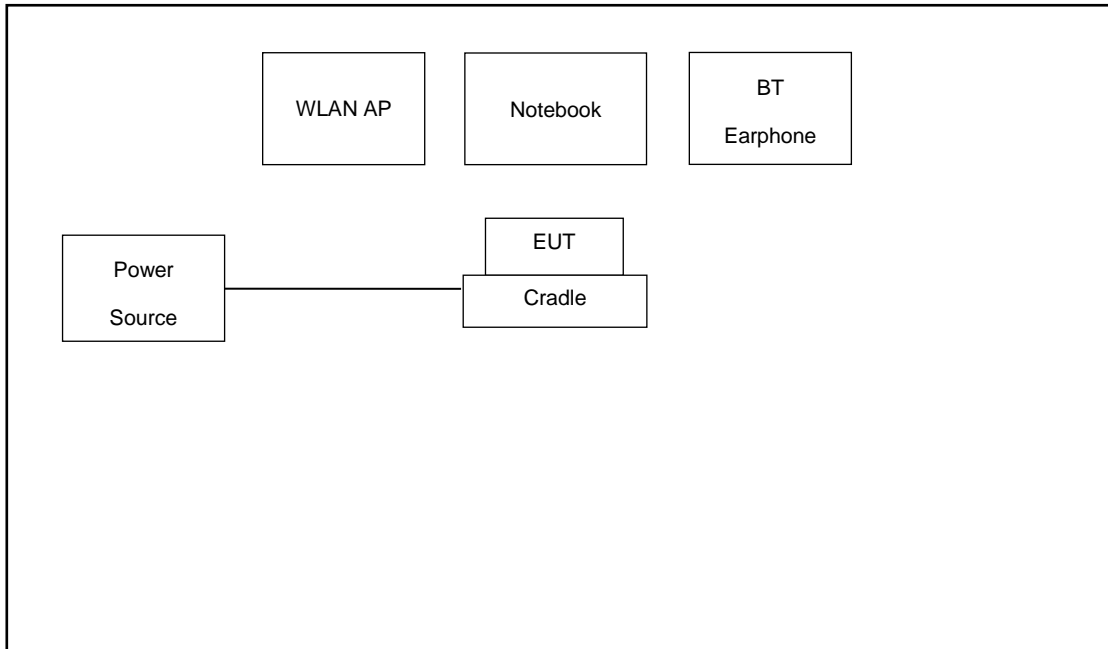 WLAN AP
Notebook
BT
Earphone
EUT
Power
Source
Cradle